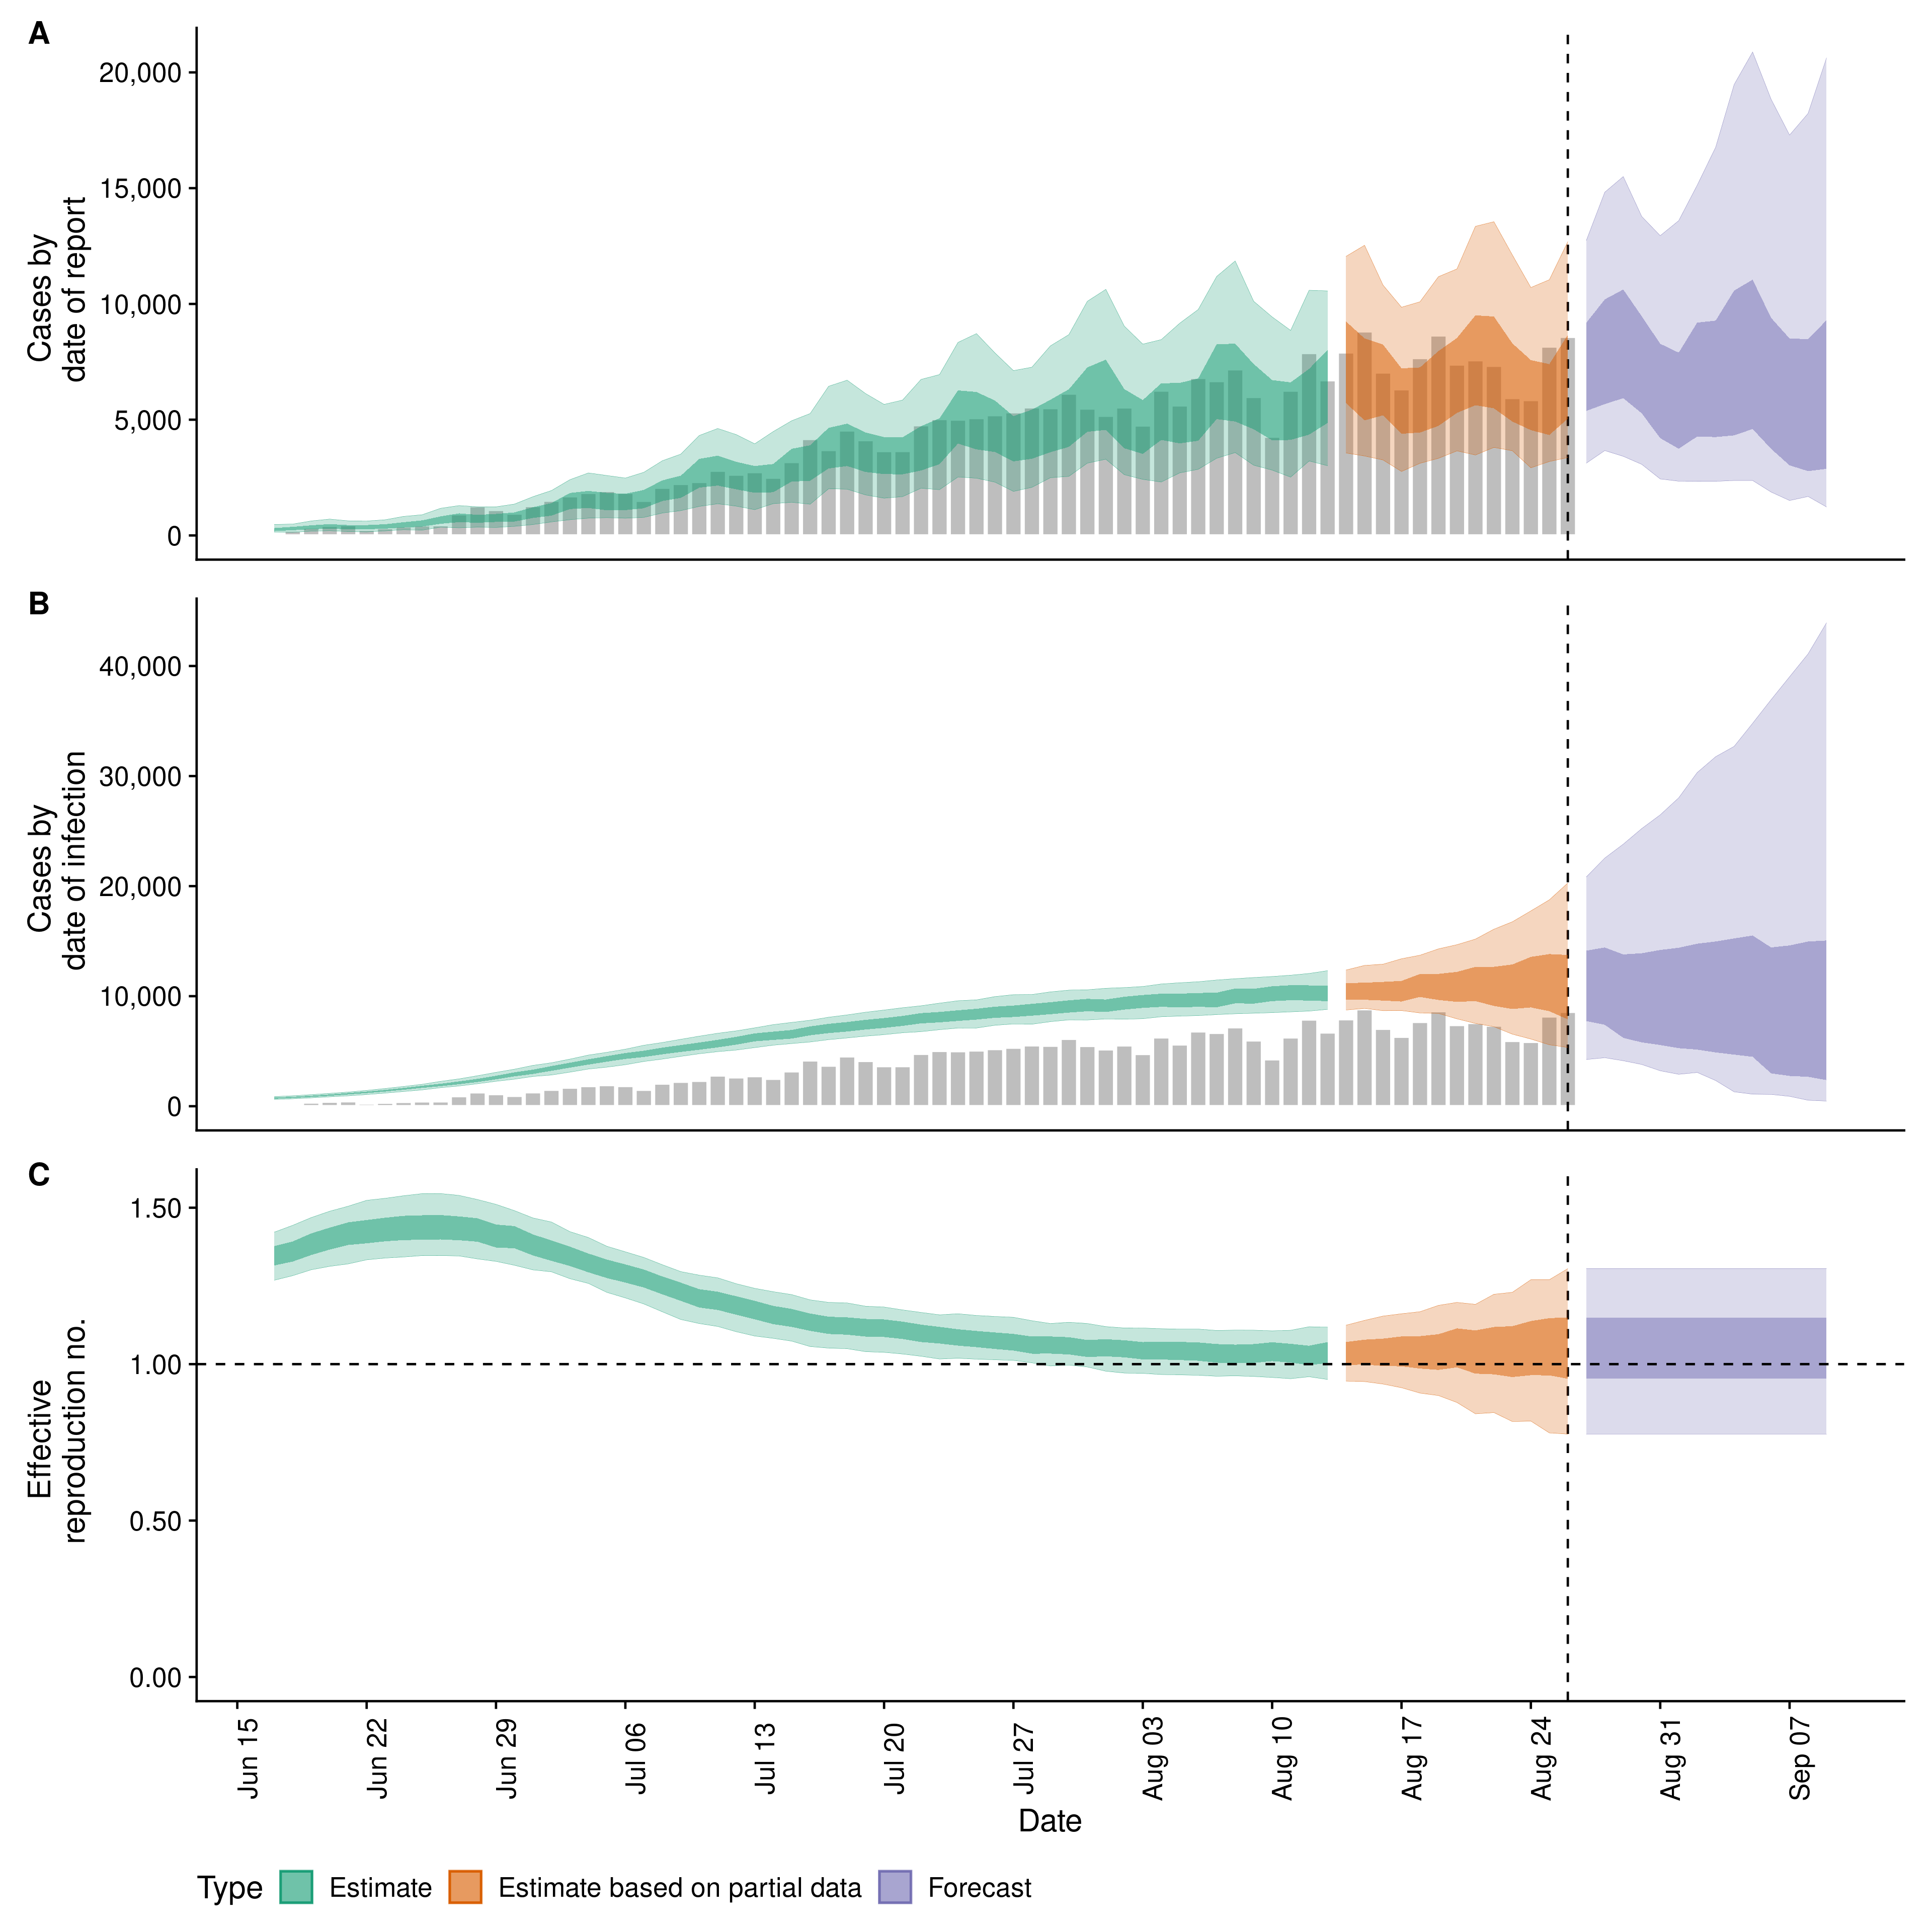 A
20,000
15,000
10,000
5,000
0
Cases by
date of report
B
40,000
30,000
20,000
10,000
0
Cases by
date of infection
C
1.50
1.00
0.50
0.00
Effective
reproduction no.
Jun 15
Jun 22
Jun 29
Jul 06
Jul 13
Jul 20
Jul 27
Aug 03
Aug 10
Aug 17
Aug 24
Aug 31
Sep 07
Date
Type Estimate Estimate based on partial data Forecast